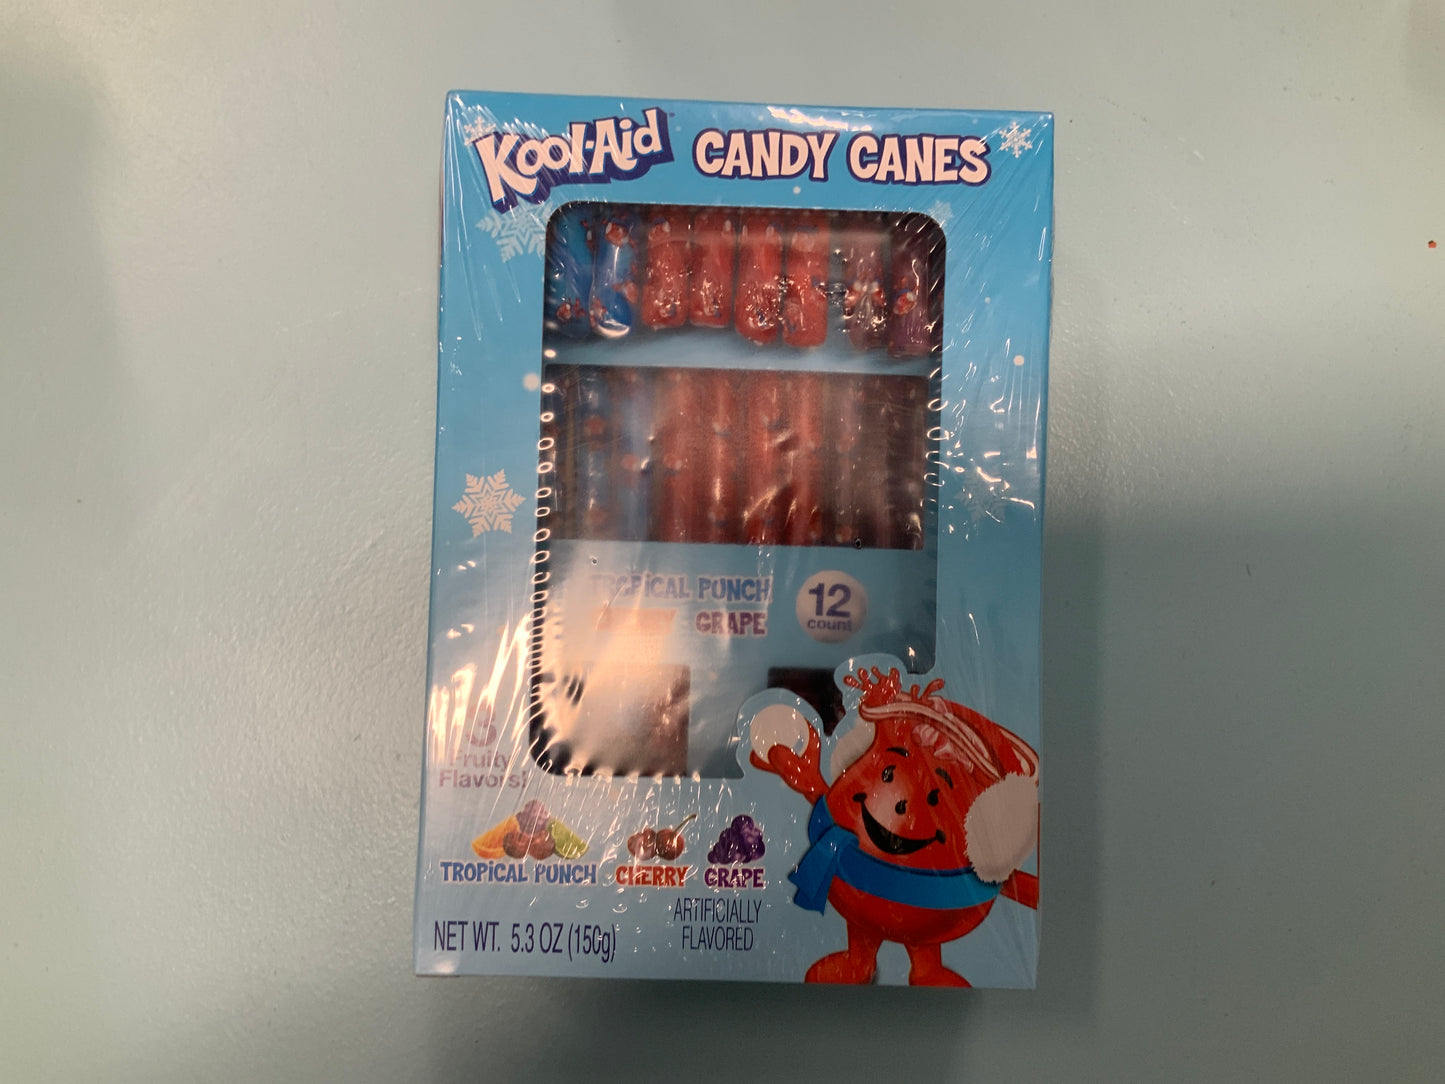 Kool-Aid CANDY CANES
TROPiCAL PUNCH
GRAPE
12
count
3
Fruity
Flavors!
TROPiCAL PUNCH CHERRY GRAPE
ARTIFICIALLY
FLAVORED
NET WT. 5.3 OZ (150g)